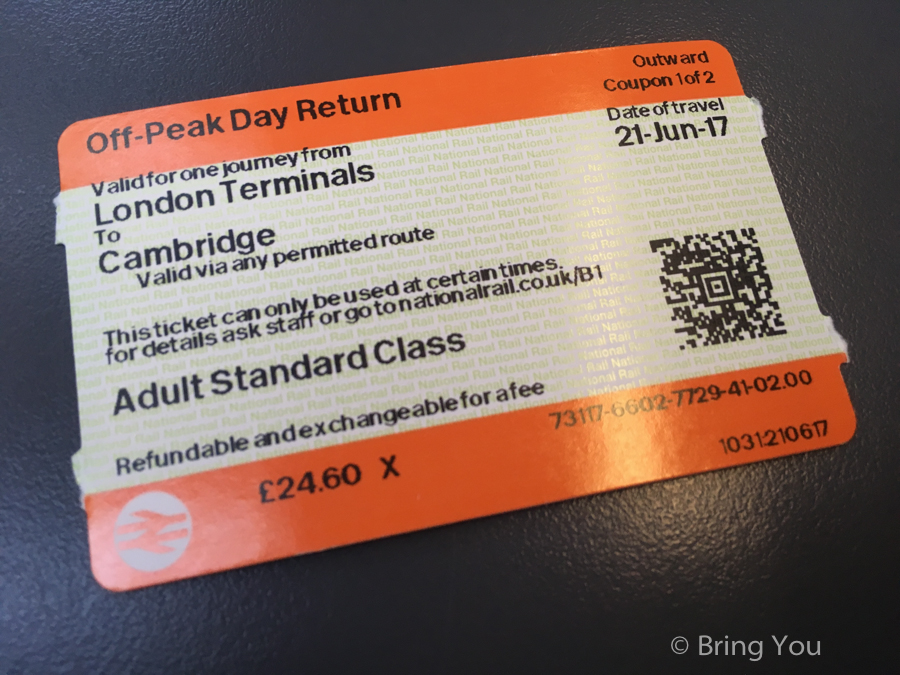 Off-Peak Day Return
Outward
Coupon 1of 2
Date of travel
21-Jun-17
Valid for one journey from
London Terminals
To
Cambridge
Valid via any permitted route
This ticket can only be used at certain times.
for details ask staff or go to nationalrail.co.uk/B1
Adult Standard Class
Refundable and exchangeable for a fee
73117-6602-7729-41-02.00
£24.60 X
1031210617
© Bring You